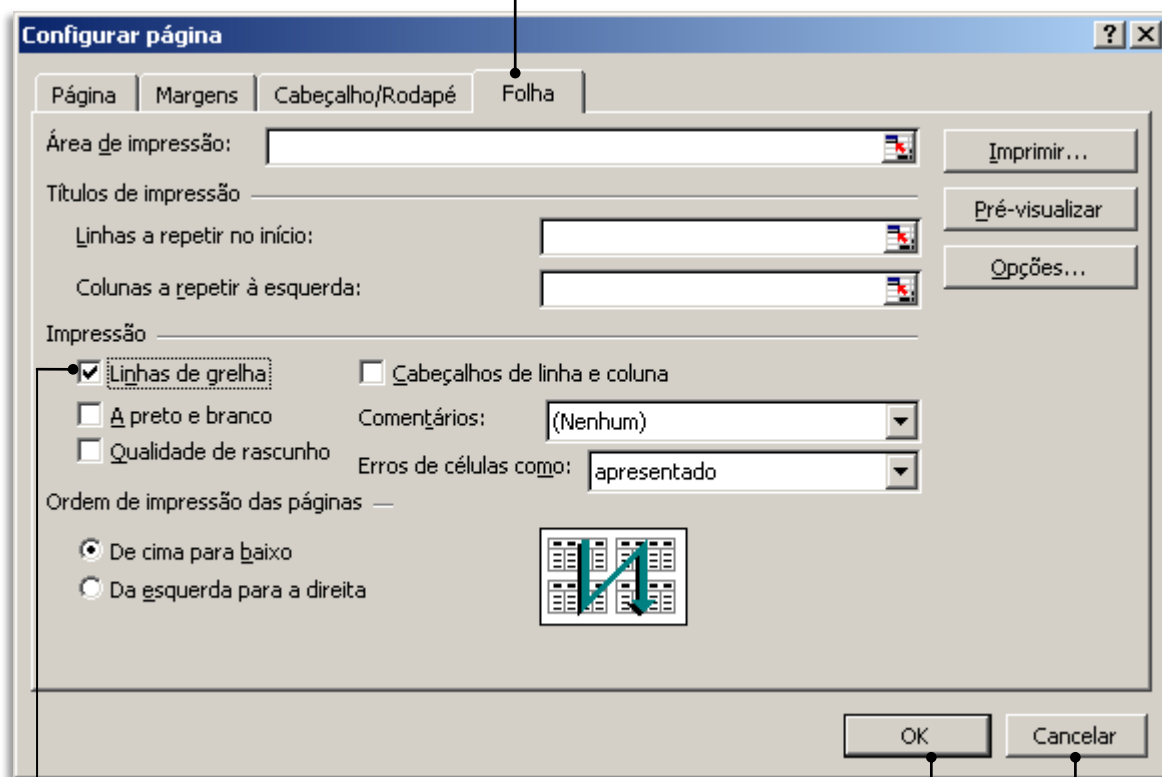 Configurar página
Página Margens Cabeçalho/Rodapé Folha
Área de impressão:
Imprimir...
Títulos de impressão
Pré-visualizar
Linhas a repetir no início:
Opções...
Colunas a repetir à esquerda:
Impressão
Linhas de grelha Cabeçalhos de linha e coluna
A preto e branco Comentários: (Nenhum)
Qualidade de rascunho Erros de células como: apresentado
Ordem de impressão das páginas
De cima para baixo
Da esquerda para a direita
OK Cancelar